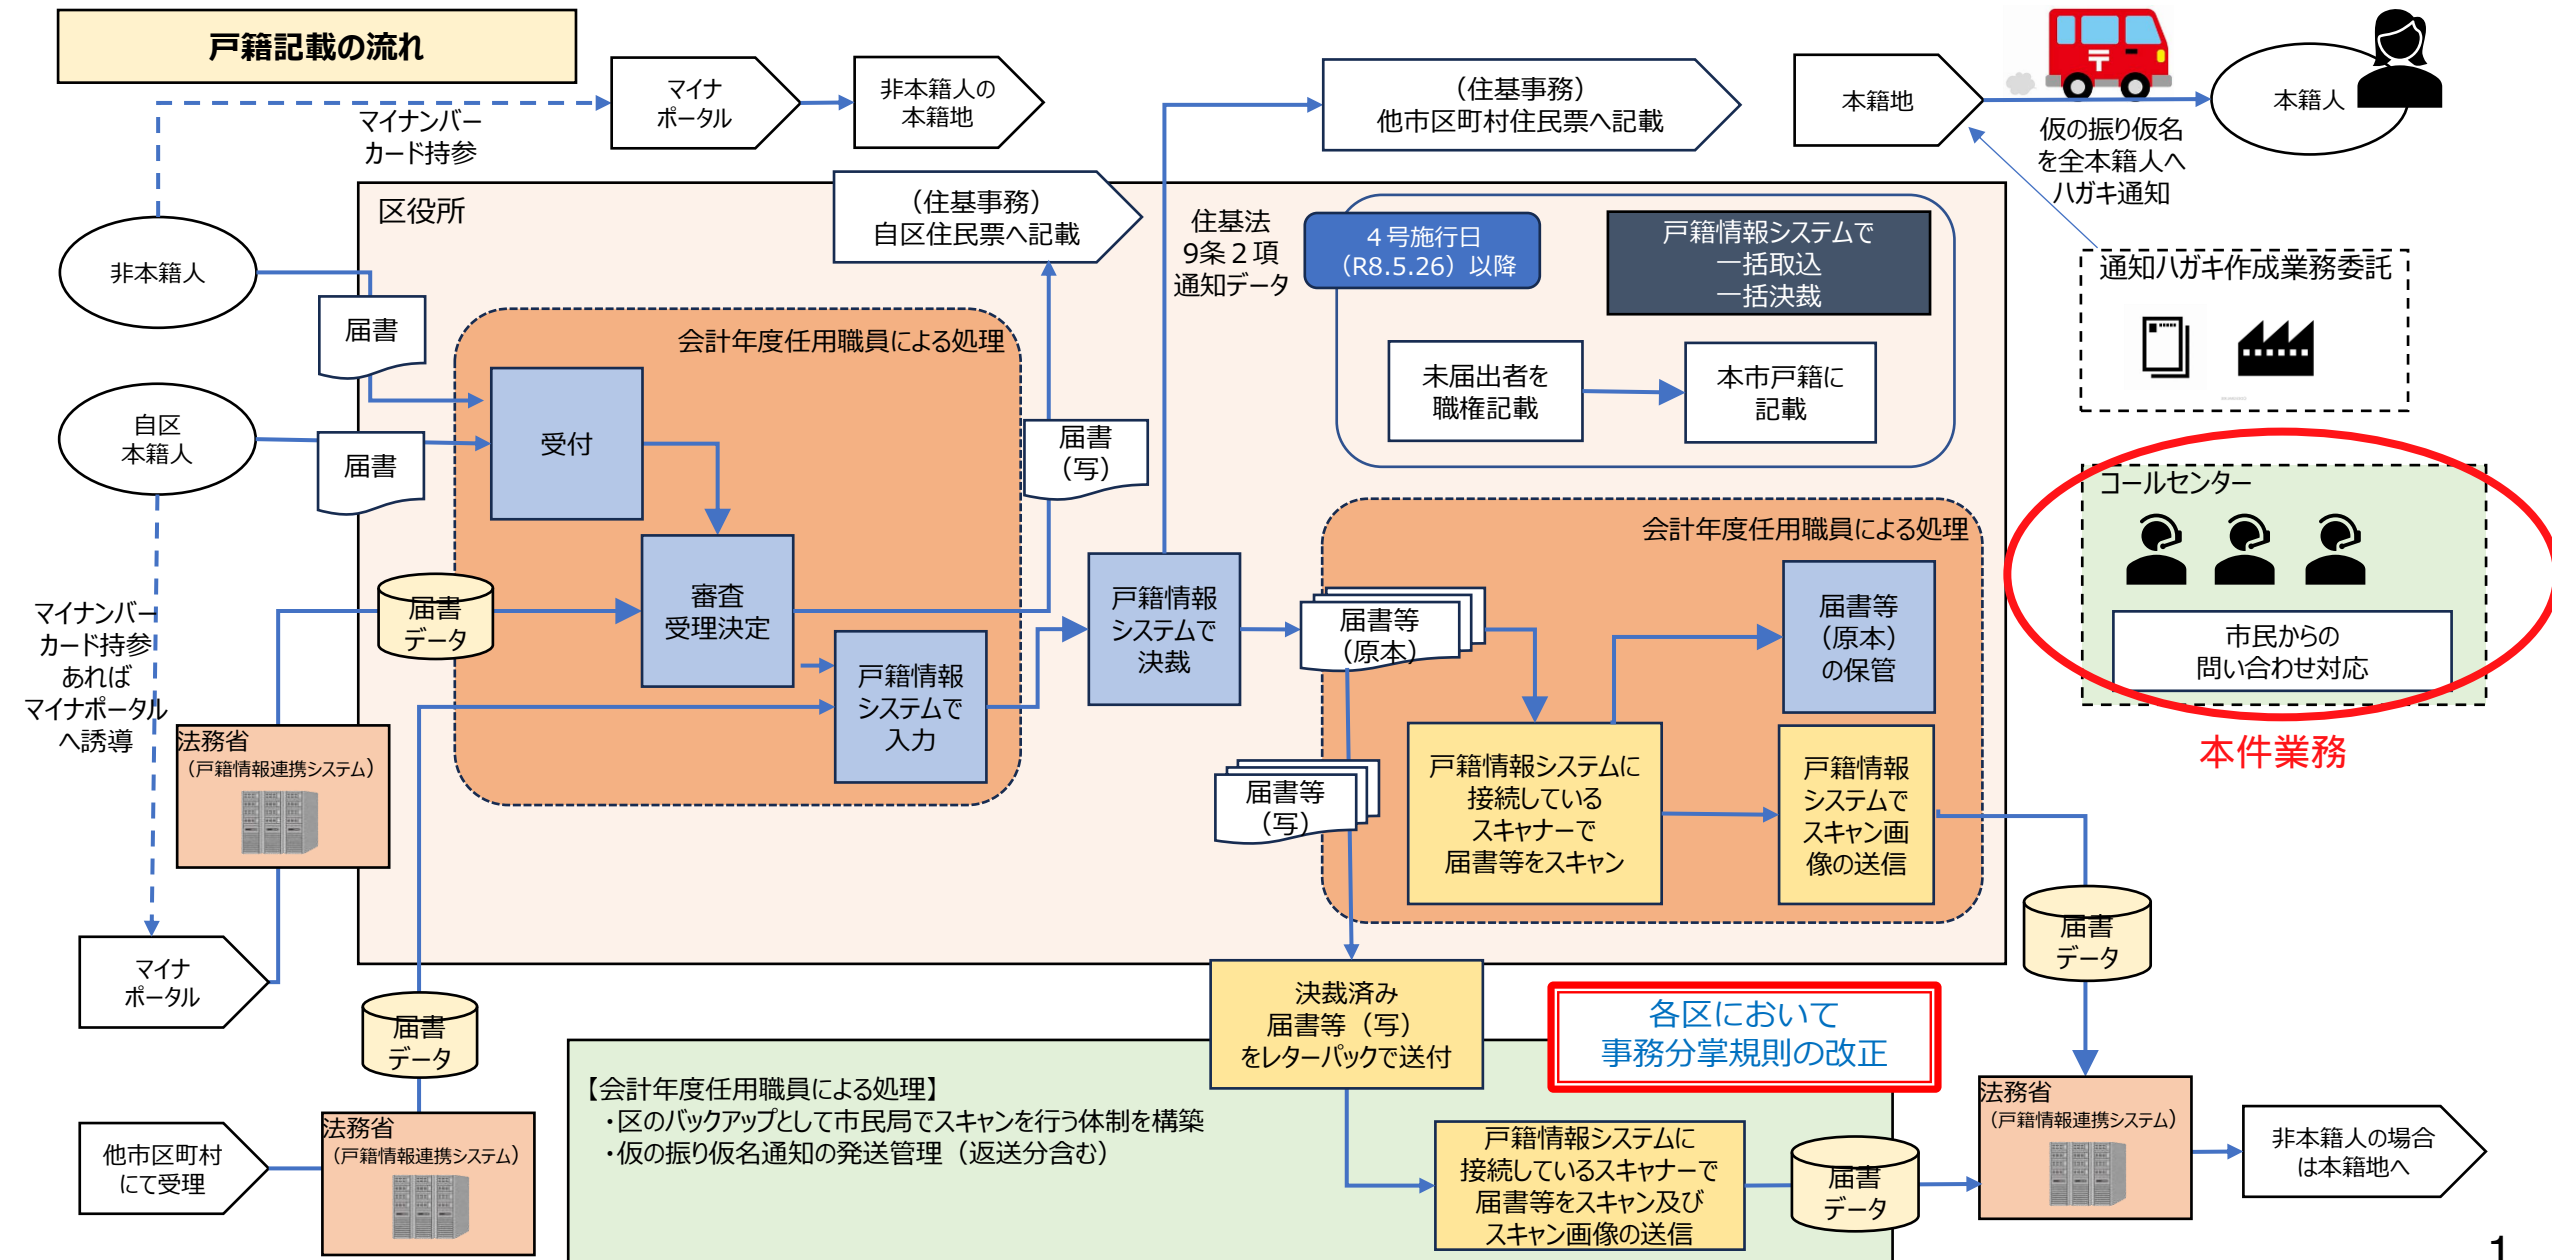 戸籍記載の流れ
マイナ
ポータル
非本籍人の
本籍地
マイナンバー
カード持参
（住基事務）
他市区町村住民票へ記載
本籍地
本籍人
仮の振り仮名
を全本籍人へ
ハガキ通知
区役所
（住基事務）
自区住民票へ記載
住基法
9条２項
通知データ
４号施行日
（R8.5.26）以降
戸籍情報システムで
一括取込
一括決裁
未届出者を
職権記載
本市戸籍に
記載
通知ハガキ作成業務委託
非本籍人
届書
自区
本籍人
届書
会計年度任用職員による処理
受付
届書
（写）
審査
受理決定
届書
データ
戸籍情報
システムで
入力
戸籍情報
システムで
決裁
コールセンター
市民からの
問い合わせ対応
本件業務
会計年度任用職員による処理
届書等
（原本）
届書等
（原本）
の保管
届書等
（写）
戸籍情報システムに
接続している
スキャナーで
届書等をスキャン
戸籍情報
システムで
スキャン画
像の送信
マイナンバー
カード持参
あれば
マイナポータル
へ誘導
法務省
（戸籍情報連携システム）
マイナ
ポータル
届書
データ
届書
データ
決裁済み
届書等（写）
をレターパックで送付
各区において
事務分掌規則の改正
【会計年度任用職員による処理】
・区のバックアップとして市民局でスキャンを行う体制を構築
・仮の振り仮名通知の発送管理（返送分含む）
他市区町村
にて受理
法務省
（戸籍情報連携システム）
戸籍情報システムに
接続しているスキャナーで
届書等をスキャン及び
スキャン画像の送信
届書
データ
法務省
（戸籍情報連携システム）
非本籍人の場合
は本籍地へ
1